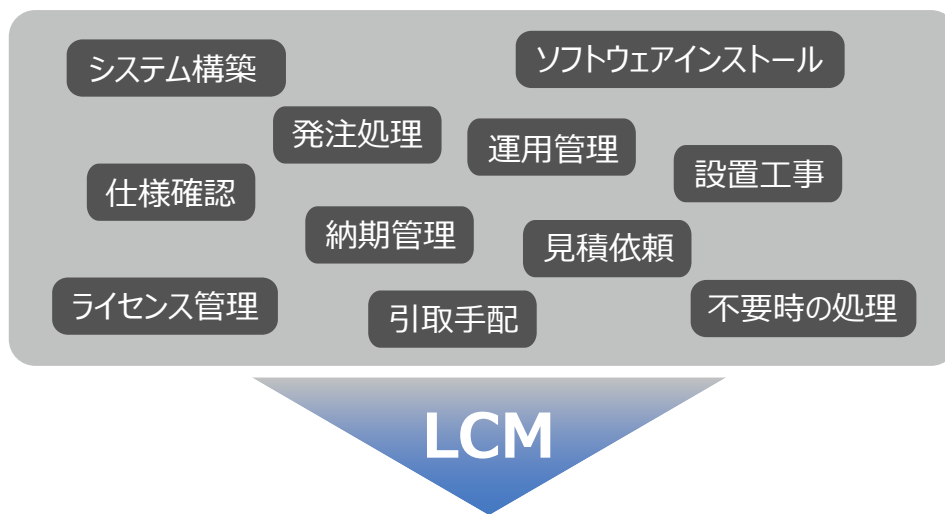 システム構築
ソフトウェアインストール
発注処理
運用管理
設置工事
仕様確認
納期管理
見積依頼
ライセンス管理
引取手配
不要時の処理
LCM